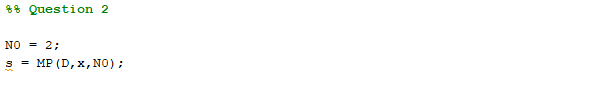 %% Question 2
N0 = 2;
s = MP(D,x,N0);